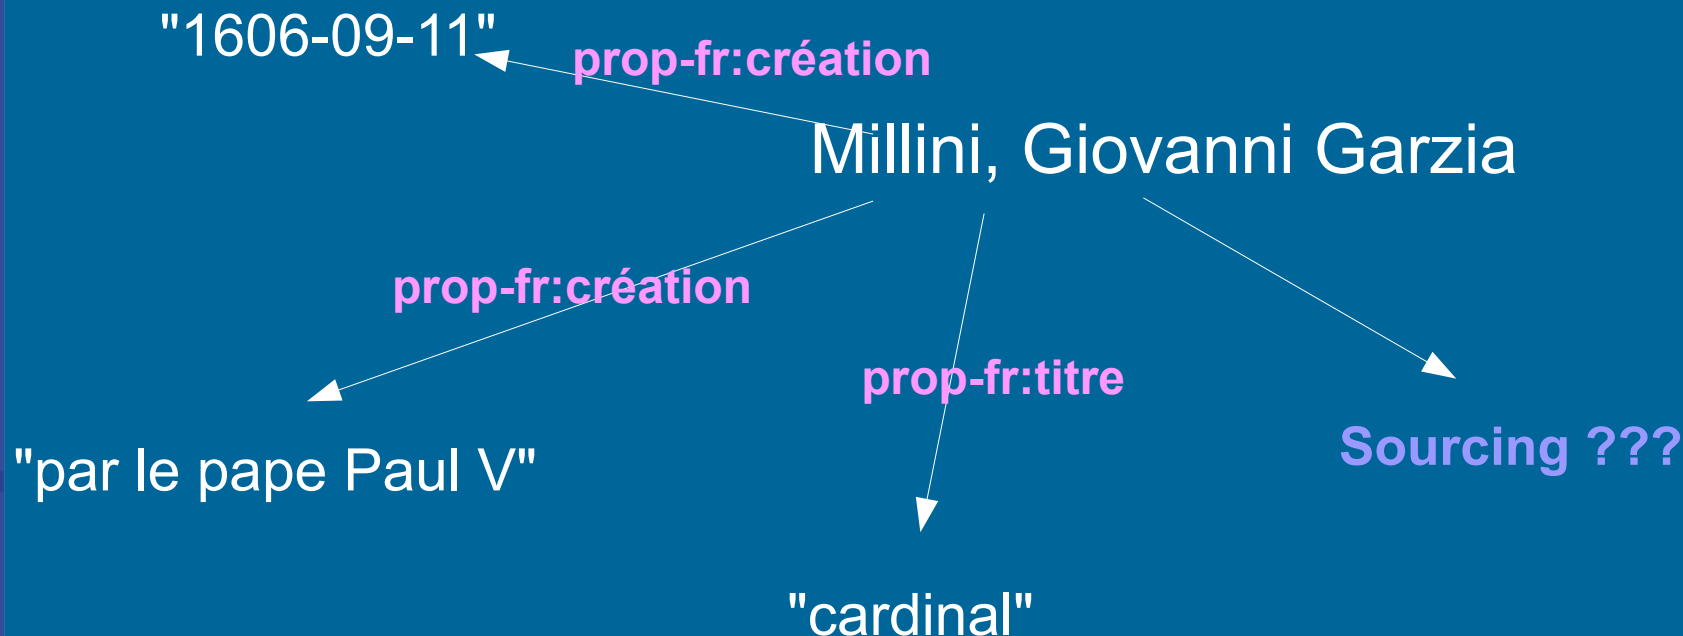 "1606-09-11"
prop-fr:création
Millini, Giovanni Garzia
prop-fr:création
prop-fr:titre
Sourcing ???
"par le pape Paul V"
"cardinal"